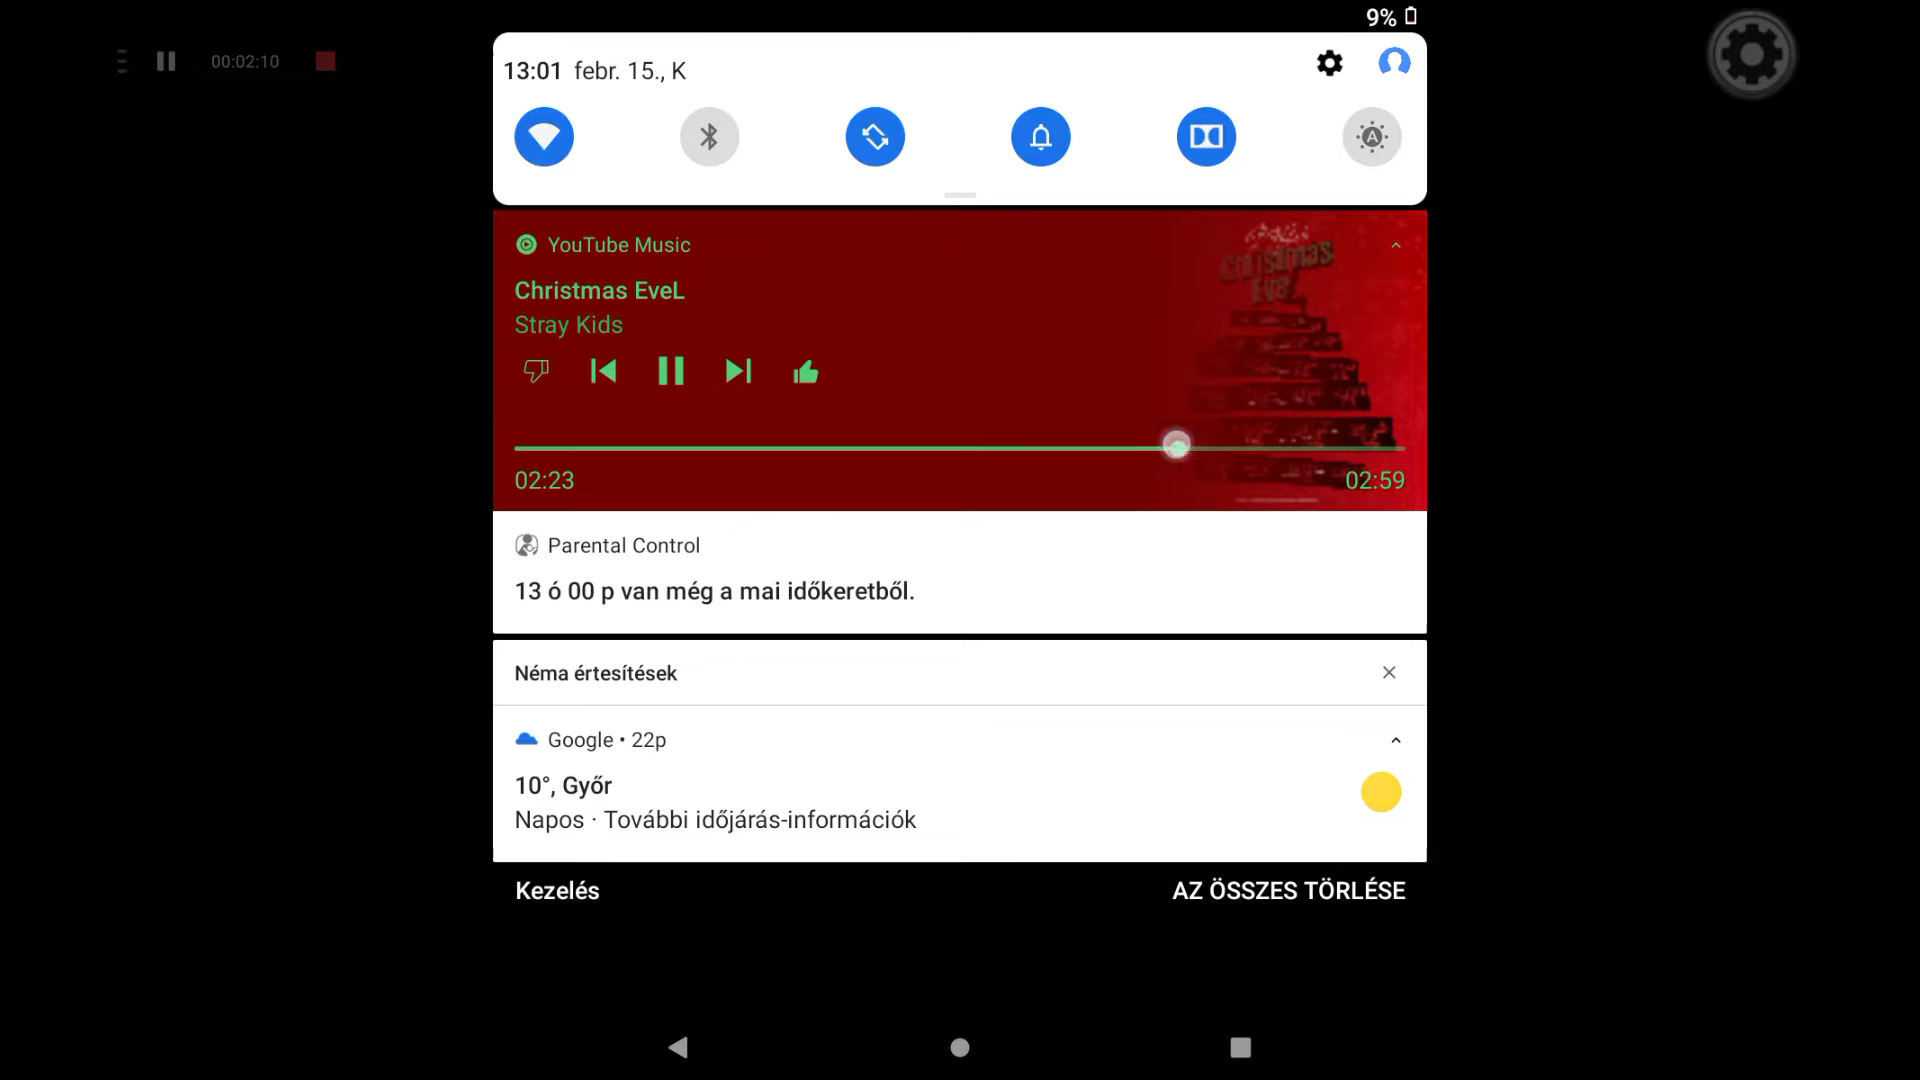 9%
00:02:10
13:01 febr. 15., K
YouTube Music
Christmas EveL
Stray Kids
Christmas
Eve
02:23
02:59
Parental Control
13 ó 00 p van még a mai időkeretből.
Néma értesítések
Google • 22p
10°, Győr
Napos · További időjárás-információk
Kezelés
AZ ÖSSZES TÖRLÉSE